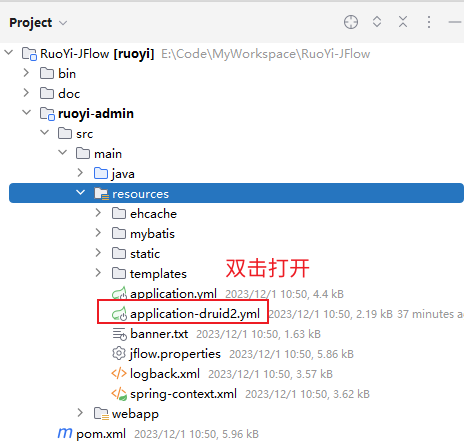 Project
RuoYi-JFlow [ruoyi] E:\Code\MyWorkspace\RuoYi-JFlow
bin
doc
ruoyi-admin
src
main
java
resources
ehcache
mybatis
static
templates
双击打开
application.yml 2023/12/1 10:50, 4.4 kB
application-druid2.yml 2023/12/1 10:50, 2.19 kB 37 minutes a
banner.txt 2023/12/1 10:50, 1.63 kB
jflow.properties 2023/12/1 10:50, 5.86 kB
logback.xml 2023/12/1 10:50, 3.57 kB
spring-context.xml 2023/12/1 10:50, 3.62 kB
webapp
pom.xml 2023/12/1 10:50, 5.96 kB